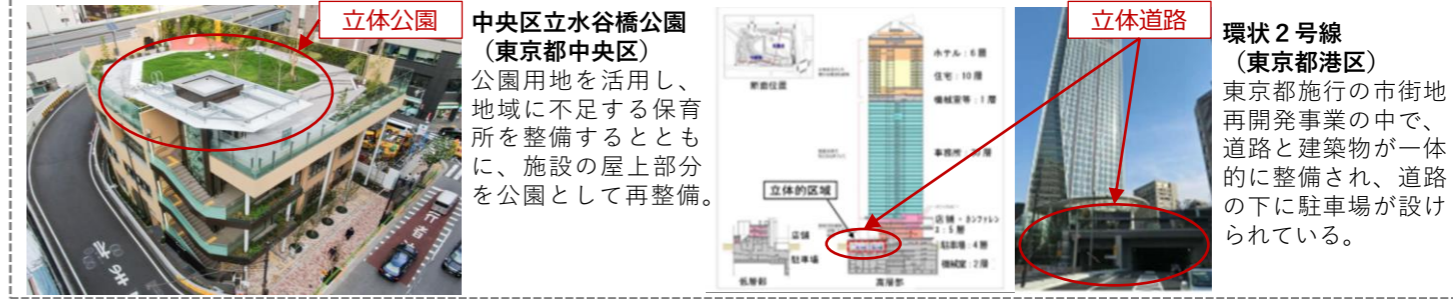 立体公園
中央区立水谷橋公園
（東京都中央区）
公園用地を活用し、
地域に不足する保育
所を整備するととも
に、施設の屋上部分
を公園として再整備。
断面位置
ホテル：6層
住宅：10層
機械室等：1層
立体的区域
店舗
駐車場
低層部
店舗・カンファレン
ス：5層
駐車場：4層
機械室：2層
高層部
立体道路
環状２号線
（東京都港区）
東京都施行の市街地
再開発事業の中で、
道路と建築物が一体
的に整備され、道路
の下に駐車場が設け
られている。